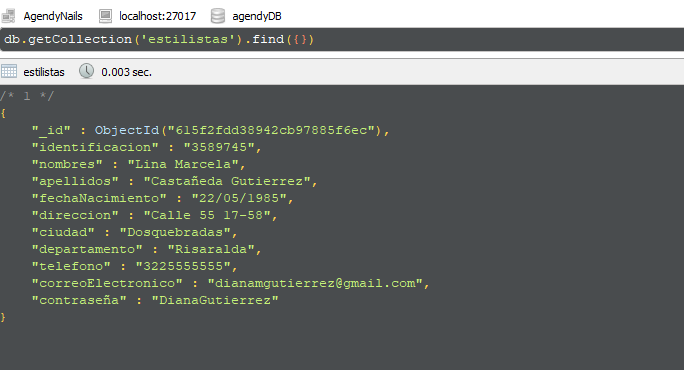 AgendyNails localhost:27017 agendyDB
db.getCollection('estilistas').find({})
estilistas 0.003 sec.
/* 1 */
{
"_id" : ObjectId("615f2fdd38942cb97885f6ec"),
"identificacion" : "3589745",
"nombres" : "Lina Marcela",
"apellidos" : "Castañeda Gutierrez",
"fechaNacimiento" : "22/05/1985",
"direccion" : "Calle 55 17-58",
"ciudad" : "Dosquebradas",
"departamento" : "Risaralda",
"telefono" : "3225555555",
"correoElectronico" : "dianamgutierrez@gmail.com",
"contraseña" : "DianaGutierrez"
}